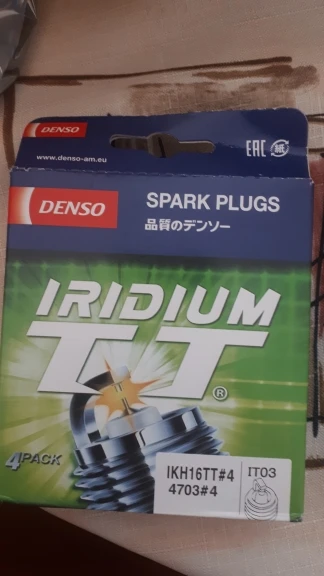 DENSO
EAC 紙
www.denso-am.eu
DENSO
SPARK PLUGS
品質のデンソー
IRIDIUM
TT®
4PACK
IKH16TT#4
4703#4
IT03